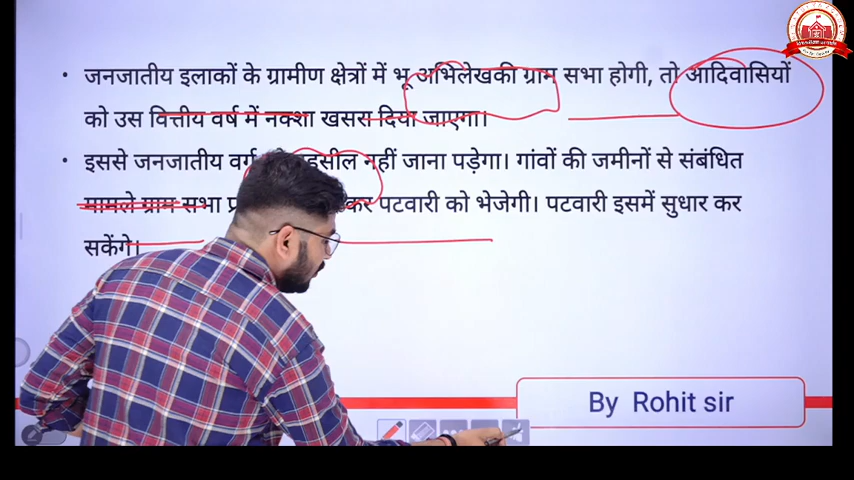 • जनजातीय इलाकों के ग्रामीण क्षेत्रों में भू अभिलेखकी ग्राम सभा होगी, तो आदिवासियों
को उस वित्तीय वर्ष में नक्शा खसस दिया जाएगा।
• इससे जनजातीय वर्ग तहसील नहीं जाना पड़ेगा। गांवों की जमीनों से संबंधित
मामले ग्राम सभा कर पटवारी को भेजेगी। पटवारी इसमें सुधार कर
सकेंगे।
By Rohit sir